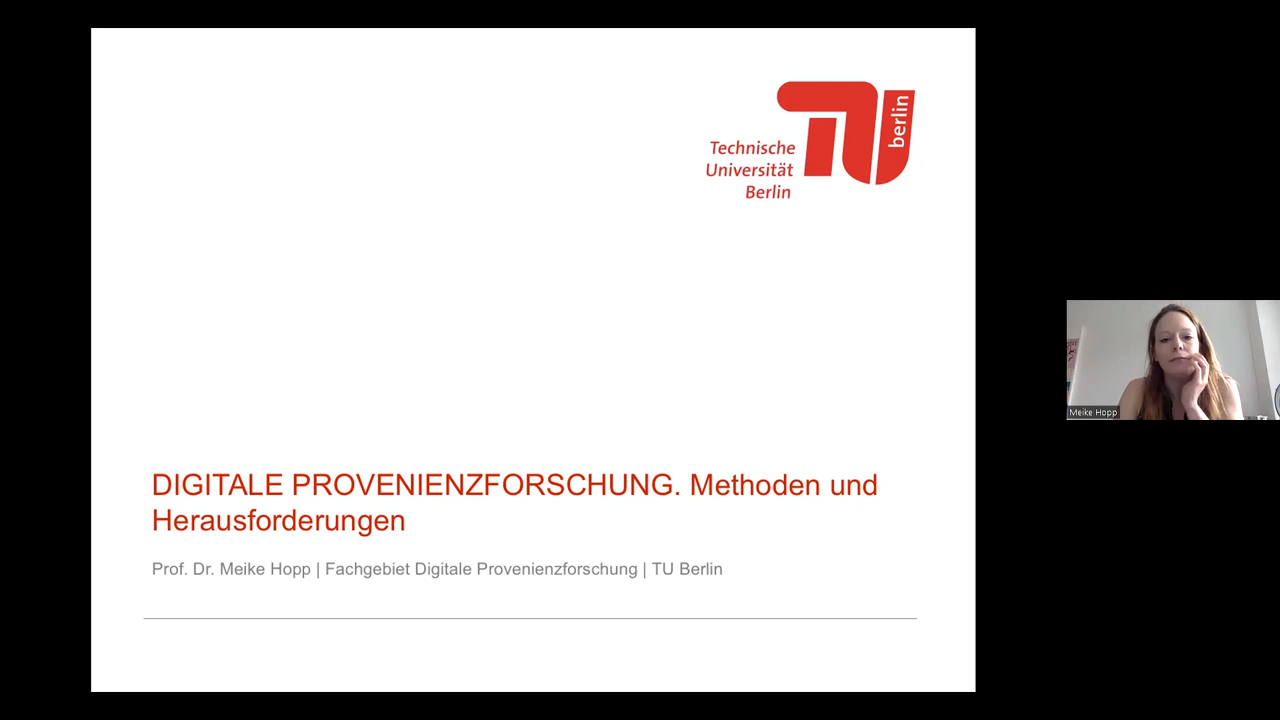 Technische
Universität
Berlin
berlin
DIGITALE PROVENIENZFORSCHUNG. Methoden und
Herausforderungen
Prof. Dr. Meike Hopp | Fachgebiet Digitale Provenienzforschung | TU Berlin
Meike Hopp